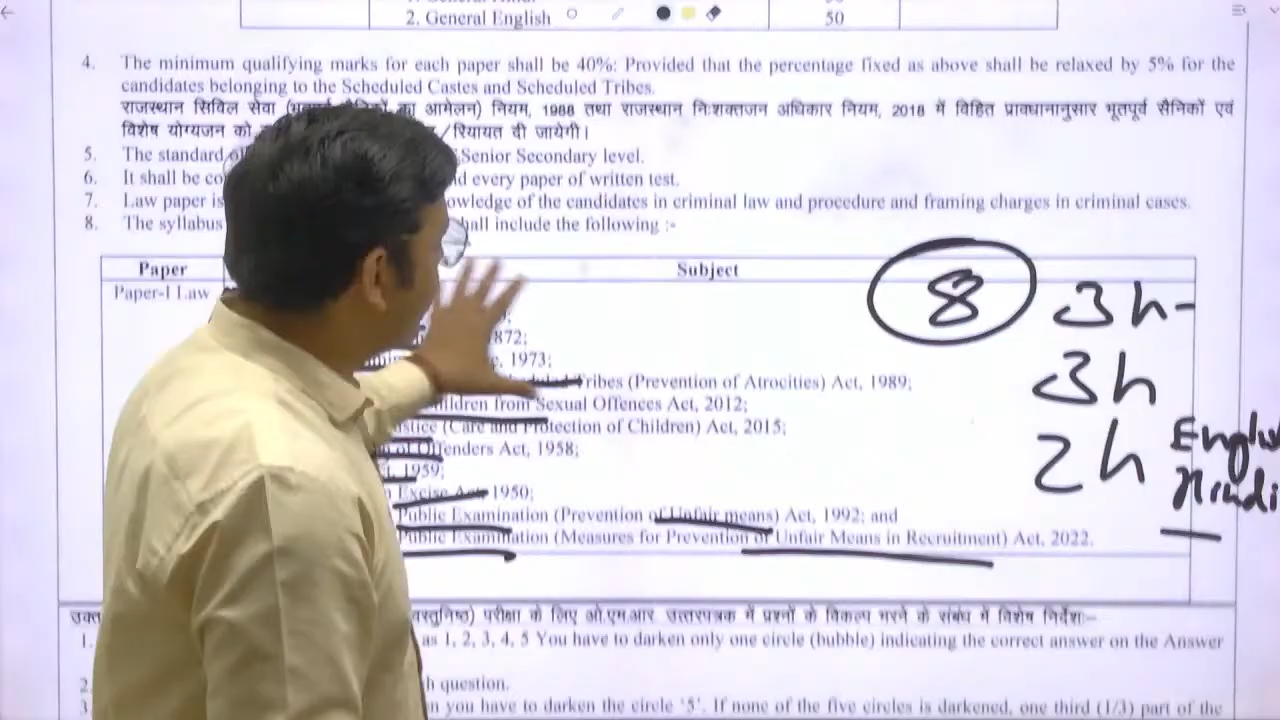 2. General English
50
4. The minimum qualifying marks for each paper shall be 40%: Provided that the percentage fixed as above shall be relaxed by 5% for the
candidates belonging to the Scheduled Castes and Scheduled Tribes.
राजस्थान सिविल सेवा का आमेलन) नियम, 1988 तथा राजस्थान निःशक्तजन अधिकार नियम, 2018 में विहित प्रावधानानुसार भूतपूर्व सैनिकों एवं
विशेष योग्यजन को /रियायत दी जायेगी।
5. The standard Senior Secondary level.
6. It shall be every paper of written test.
7. Law paper is owledge of the candidates in criminal law and procedure and framing charges in criminal cases.
8. The syllabus hall include the following :-
Paper Subject
8 3h-
Paper-I Law
872;
1973;
Tribes (Prevention of Atrocities) Act, 1989;
3h
ildren from Sexual Offences Act, 2012;
stice (Care and Protection of Children) Act, 2015;
of Offenders Act, 1958;
2h
1959;
Excise Act, 1950;
Hindi
Public Examination (Prevention of Unfair means) Act, 1992; and
Public Examination (Measures for Prevention of Unfair Means in Recruitment) Act, 2022.
उक्त वस्तुनिष्ठ) परीक्षा के लिए ओ.एम.आर उत्तरपत्रक में प्रश्नों के विकल्प भरने के संबंध में विशेष निर्देशः-
1. as 1, 2, 3, 4, 5 You have to darken only one circle (bubble) indicating the correct answer on the Answer
2. h question.
3 you have to darken the circle '5'. If none of the five circles is darkened, one third (1/3) part of the